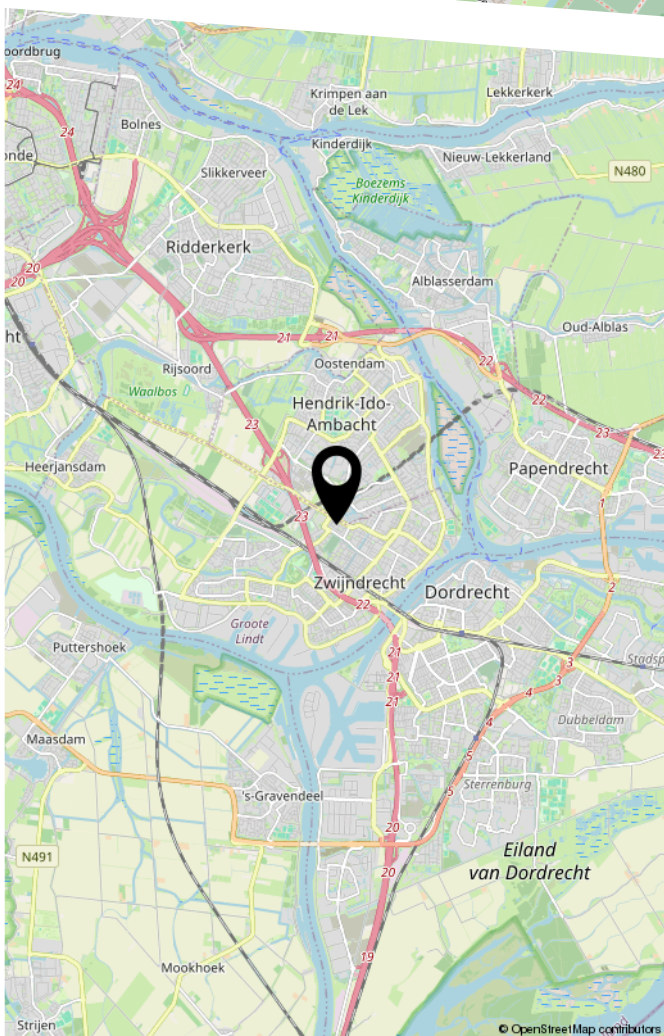 oordbrug
Lekkerkerk
Krimpen aan
de Lek
24
Bolnes
24
Kinderdijk
Nieuw-Lekkerland
onde
Slikkerveer
N480
Boezems
Kinderdijk
Ridderkerk
20
20
Alblasserdam
Oud-Alblas
ht
21
21
22
Oostendam
Rijsoord
Waalbos
22
Hendrik-Ido-
Ambacht
23
23
23
Heerjansdam
Papendrecht
1
23
Zwijndrecht
Dordrecht
2
22
Groote
Lindt
Puttershoek
21
Stadsp
3
21
3
4
21
4
Dubbeldam
Maasdam
5
Sterrenburg
's-Gravendeel
5
20
Eiland
van Dordrecht
N491
20
19
Mookhoek
Strijen
© OpenStreetMap contributors